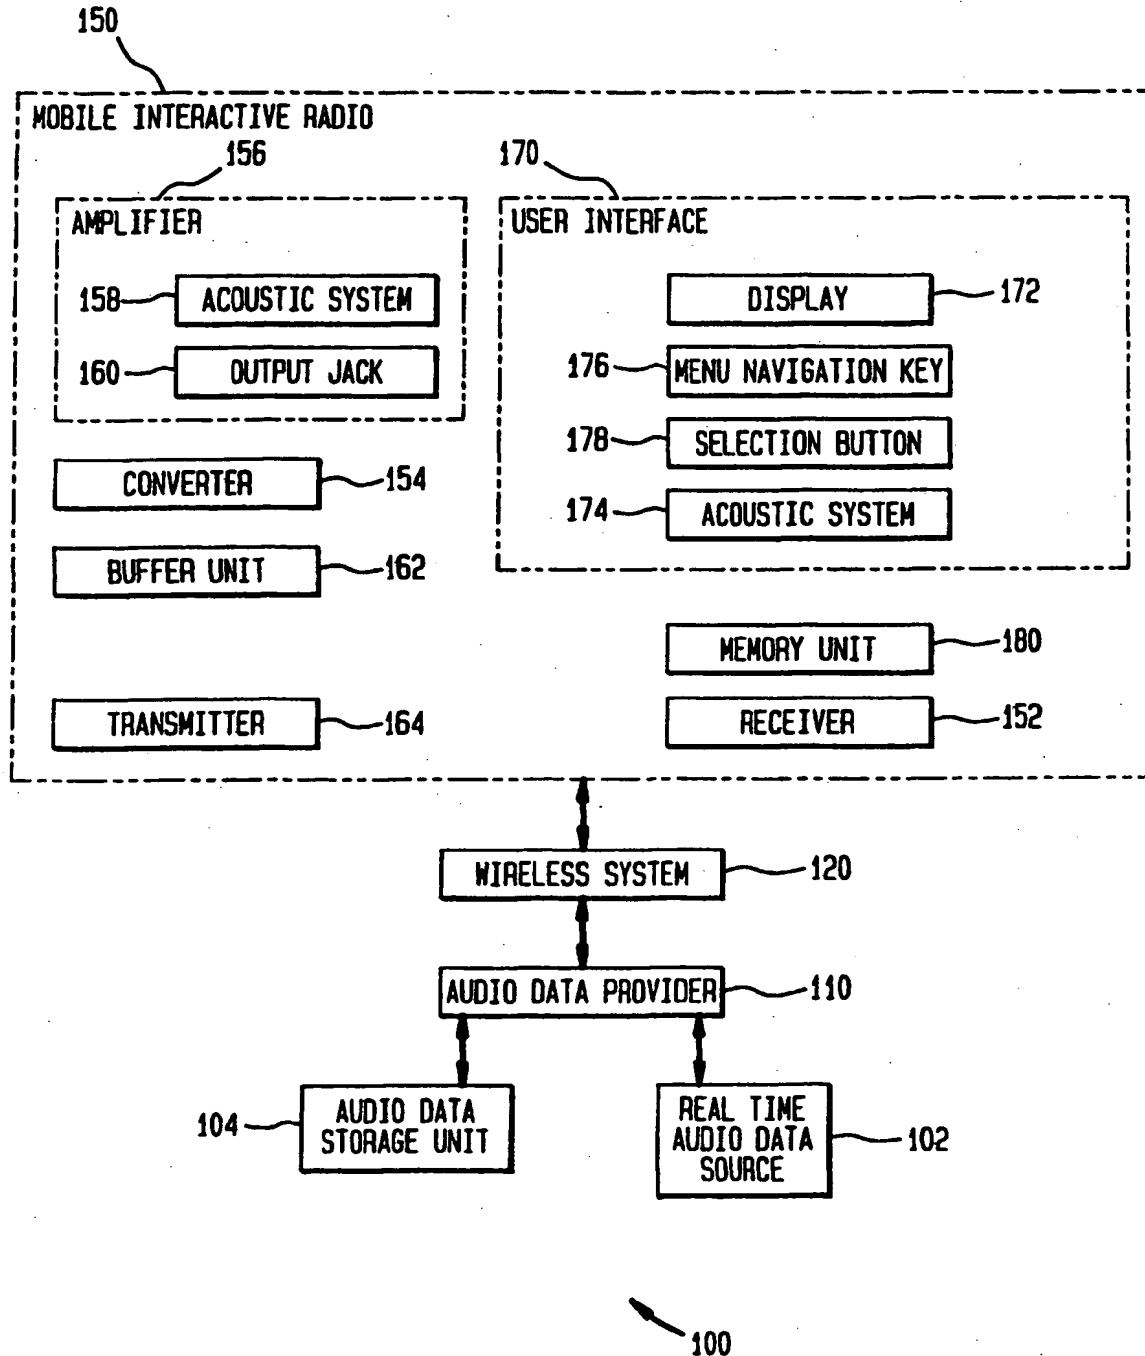 150
MOBILE INTERACTIVE RADIO
156
170
AMPLIFIER
USER INTERFACE
158
ACOUSTIC SYSTEM
DISPLAY
172
160
OUTPUT JACK
176
MENU NAVIGATION KEY
178
SELECTION BUTTON
CONVERTER
154
174
ACOUSTIC SYSTEM
BUFFER UNIT
162
MEMORY UNIT
180
TRANSMITTER
164
RECEIVER
152
WIRELESS SYSTEM
120
AUDIO DATA PROVIDER
110
104
AUDIO DATA
STORAGE UNIT
REAL TIME
AUDIO DATA
SOURCE
102
100